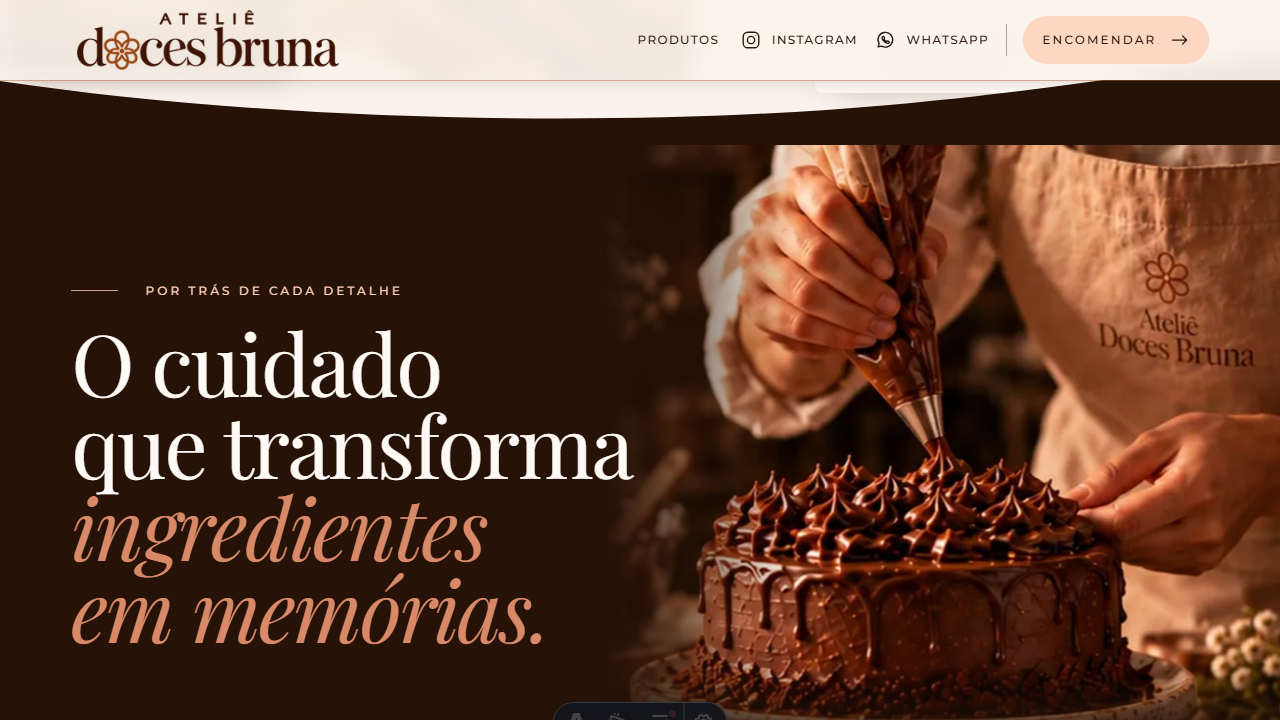 ATELIÊ
doces bruna
PRODUTOS
INSTAGRAM
WHATSAPP
ENCOMENDAR
POR TRÁS DE CADA DETALHE
O cuidado
que transforma
ingredientes
em memórias.
Ateliê
Doces Bruna